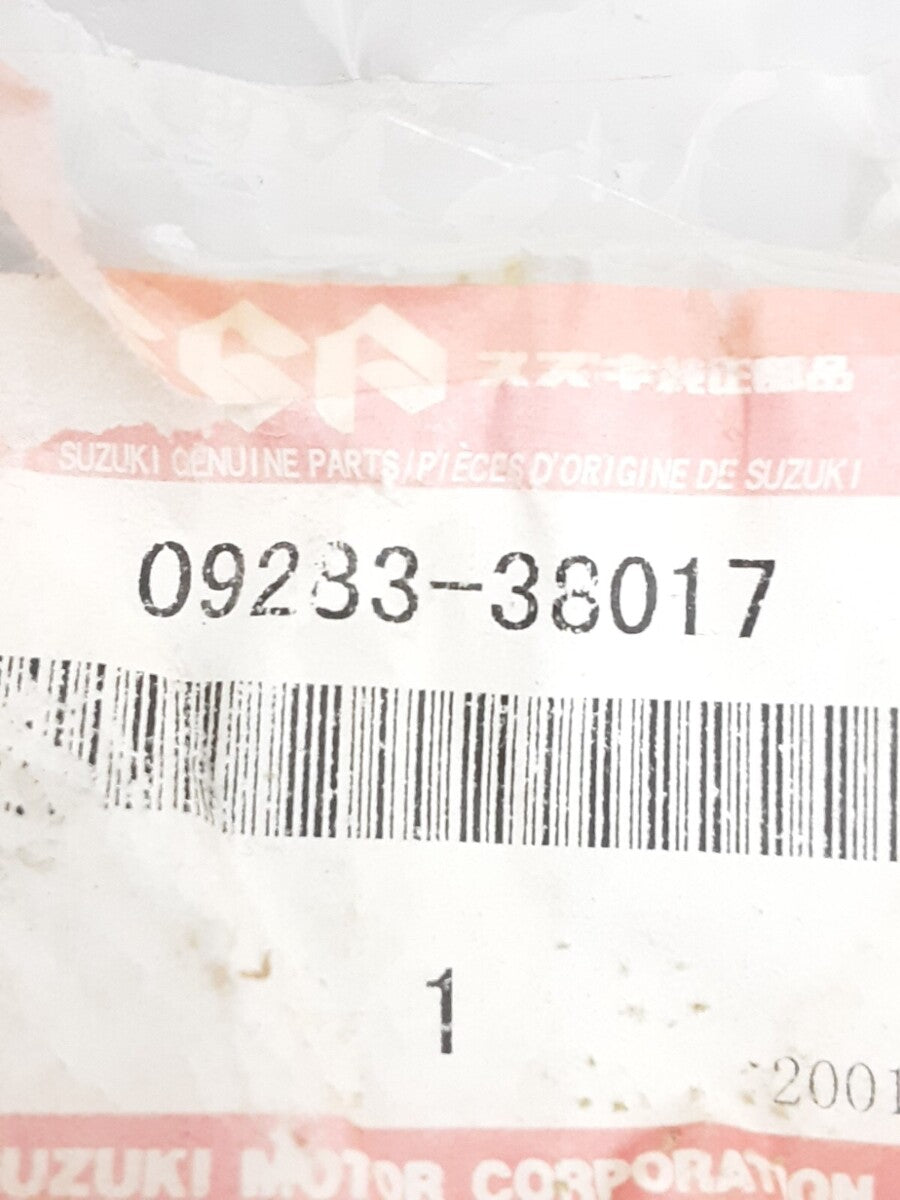 スズキ純正部品
SUZUKI GENUINE PARTS/PIÈCES D'ORIGINE DE SUZUKI
09283-38017
1
2001
SUZUKI MOTOR CORPORATION